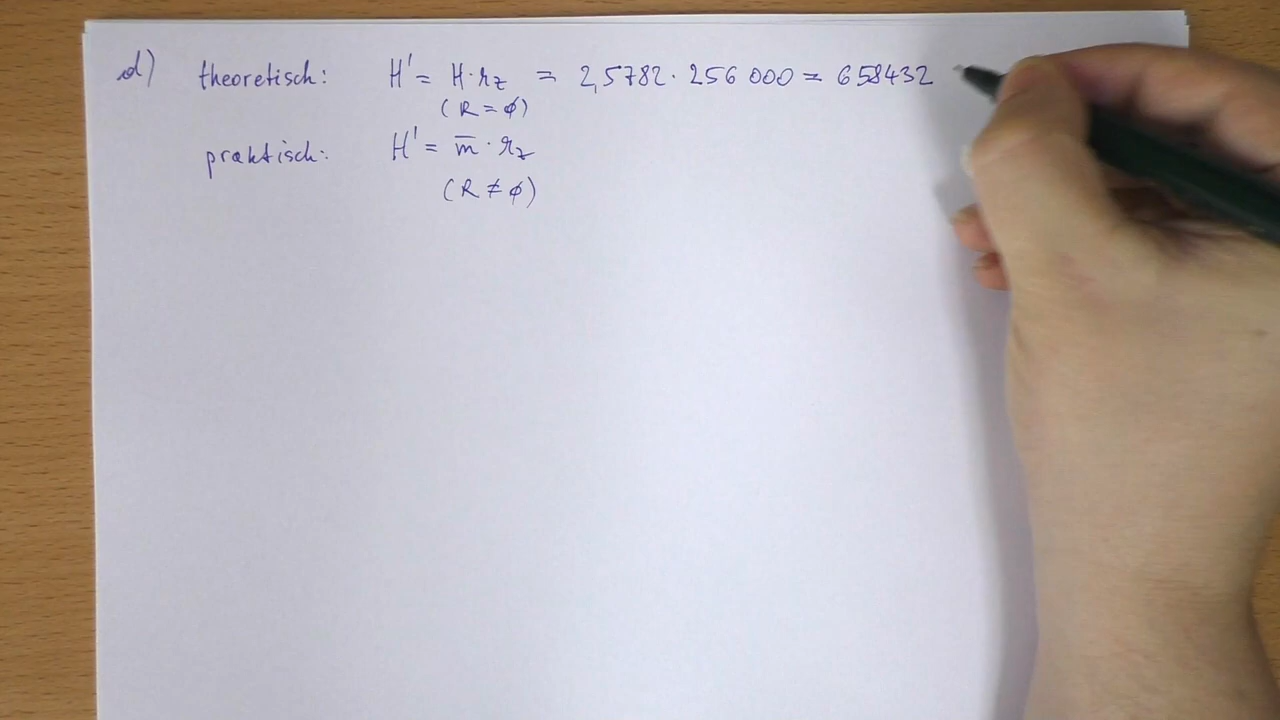 d) theoretisch: H' = H · r_z = 2,5782 · 256 000 = 658432
(R = ϕ)
praktisch: H' = m̅ · r_z
(R ≠ ϕ)